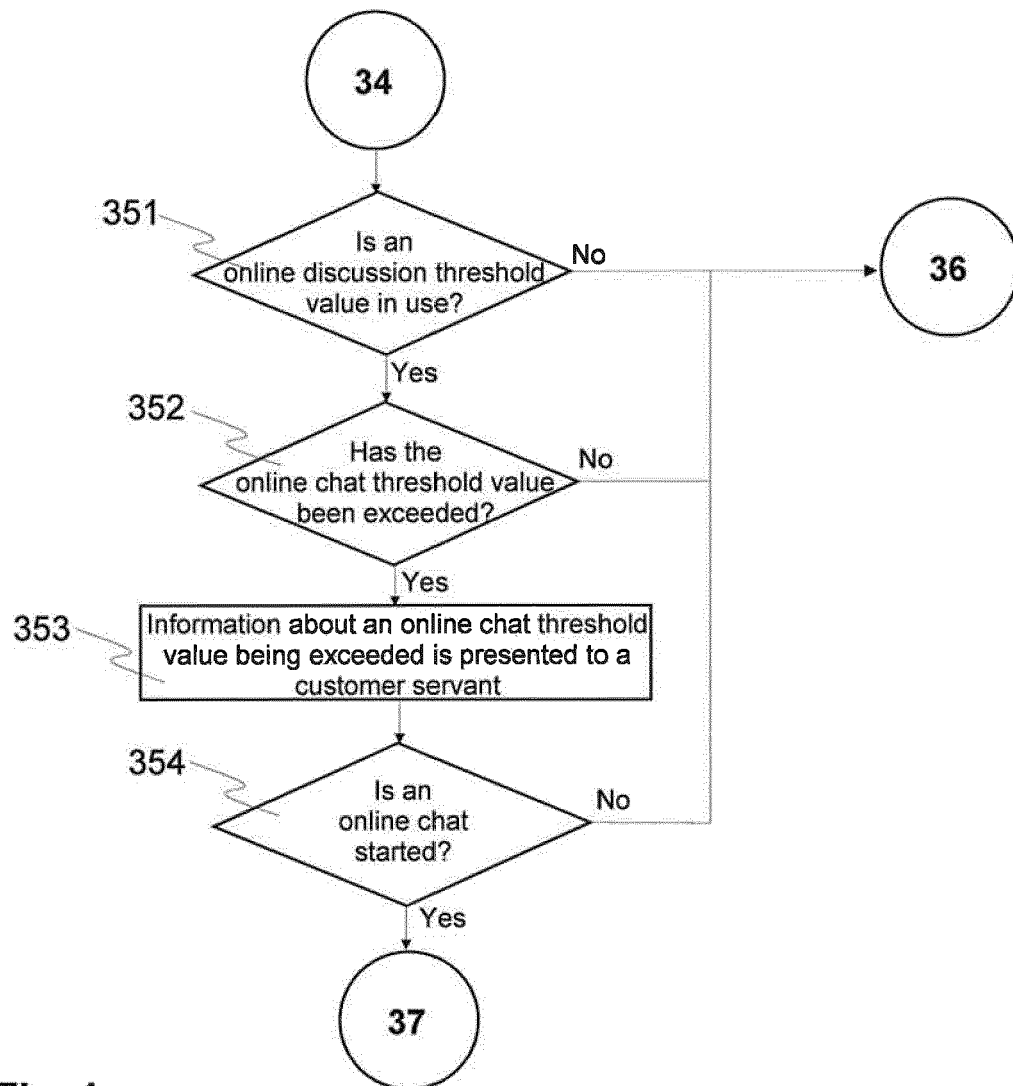 34
351
Is an
online discussion threshold
value in use?
No
36
Yes
352
Has the
online chat threshold value
been exceeded?
No
Yes
353
Information about an online chat threshold
value being exceeded is presented to a
customer servant
354
Is an
online chat
started?
No
Yes
37